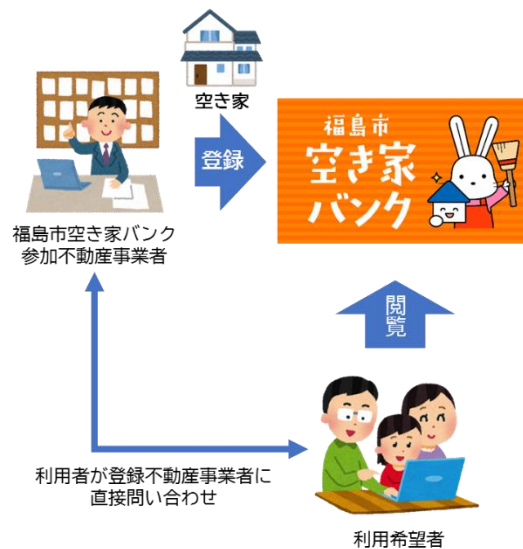 空き家
登録
福島市
空き家
バンク
福島市空き家バンク
参加不動産事業者
閲覧
利用者が登録不動産事業者に
直接問い合わせ
利用希望者